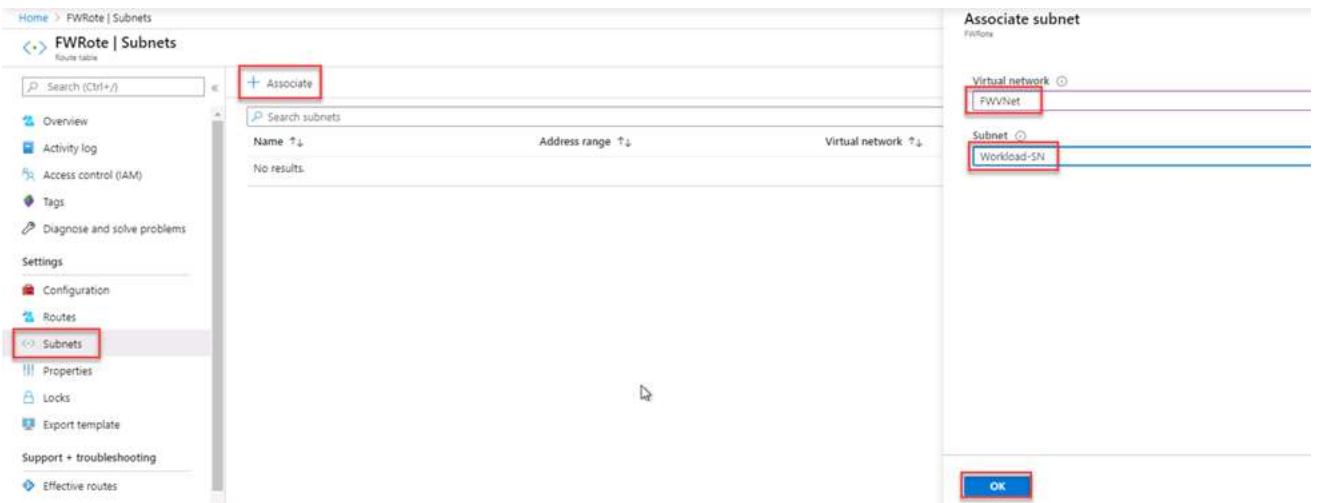 Home > FWRote | Subnets
FWRote | Subnets
Route table
Search (Ctrl+/)
«
Overview
Activity log
Access control (IAM)
Tags
Diagnose and solve problems
Settings
Configuration
Routes
Subnets
Properties
Locks
Export template
Support + troubleshooting
Effective routes
+ Associate
Search subnets
Name ↑↓ Address range ↑↓ Virtual network ↑↓
No results.
Associate subnet
FWRote
Virtual network
FWVNet
Subnet
Workload-SN
OK